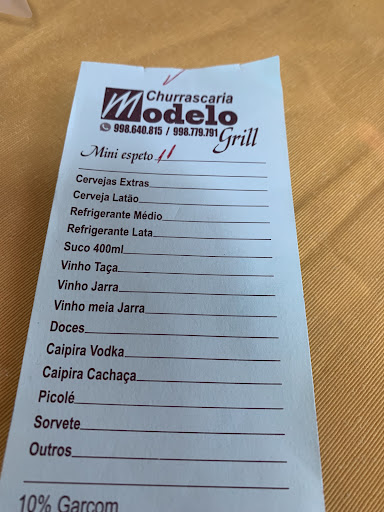 Churrascaria
Modelo
998.640.815 / 998.779.791
Grill
Mini espeto 11
Cervejas Extras
Cerveja Latão
Refrigerante Médio
Refrigerante Lata
Suco 400ml
Vinho Taça
Vinho Jarra
Vinho meia Jarra
Doces
Caipira Vodka
Caipira Cachaça
Picolé
Sorvete
Outros
10% Garçom